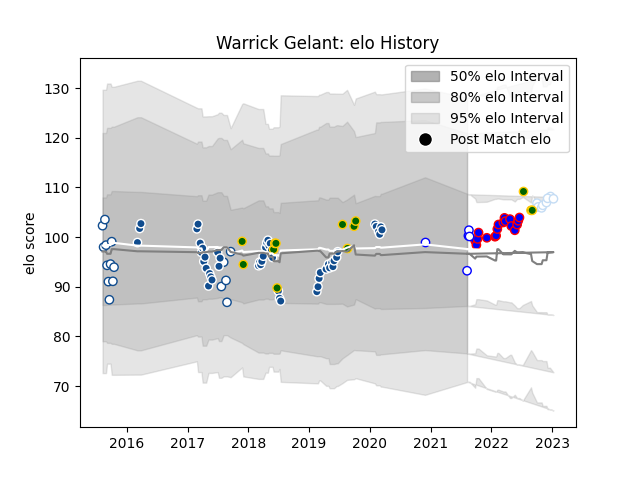 Warrick Gelant: elo History
50% elo Interval
80% elo Interval
95% elo Interval
Post Match elo
elo score
130
120
110
100
90
80
70
2016 2017 2018 2019 2020 2021 2022 2023